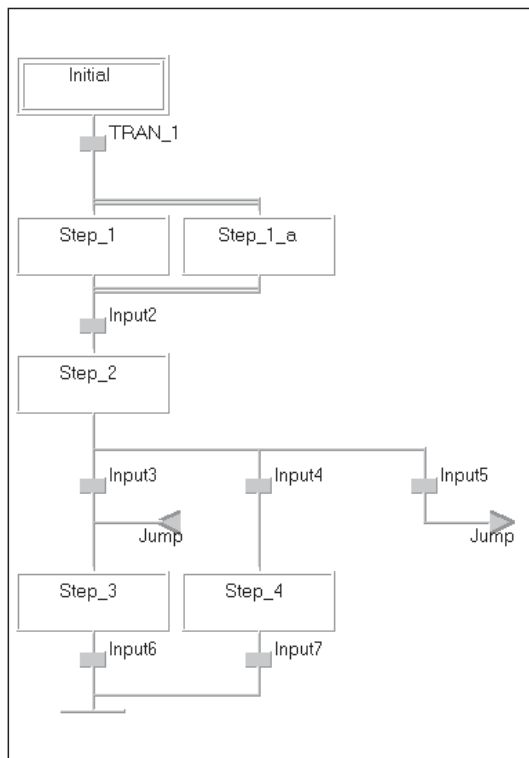 Initial
TRAN_1
Step_1
Step_1_a
Input2
Step_2
Input3
Input4
Input5
Jump
Jump
Step_3
Step_4
Input6
Input7